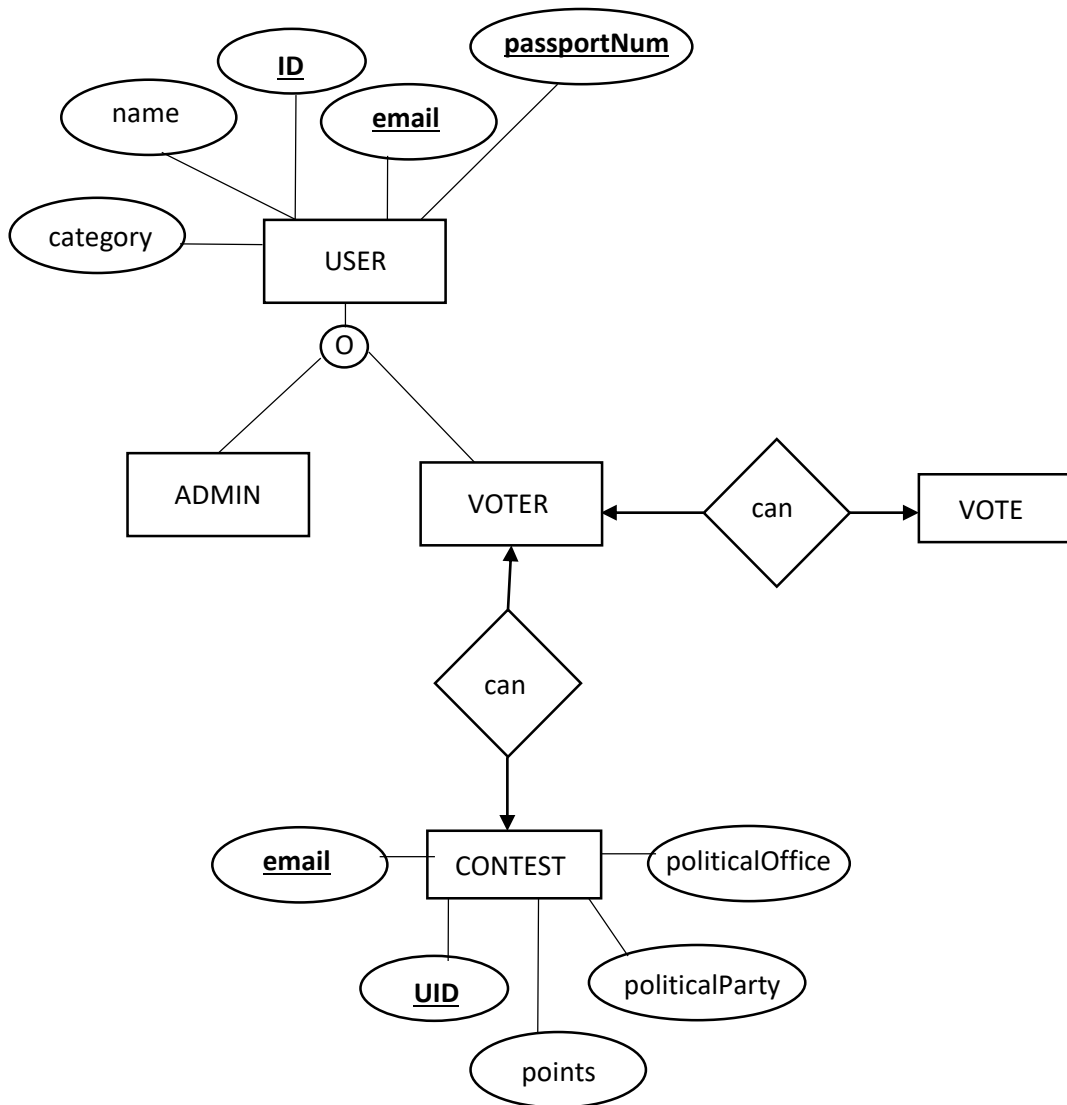 passportNum
ID
name
email
category
USER
O
ADMIN
VOTER
can
VOTE
can
email
CONTEST
politicalOffice
UID
politicalParty
points